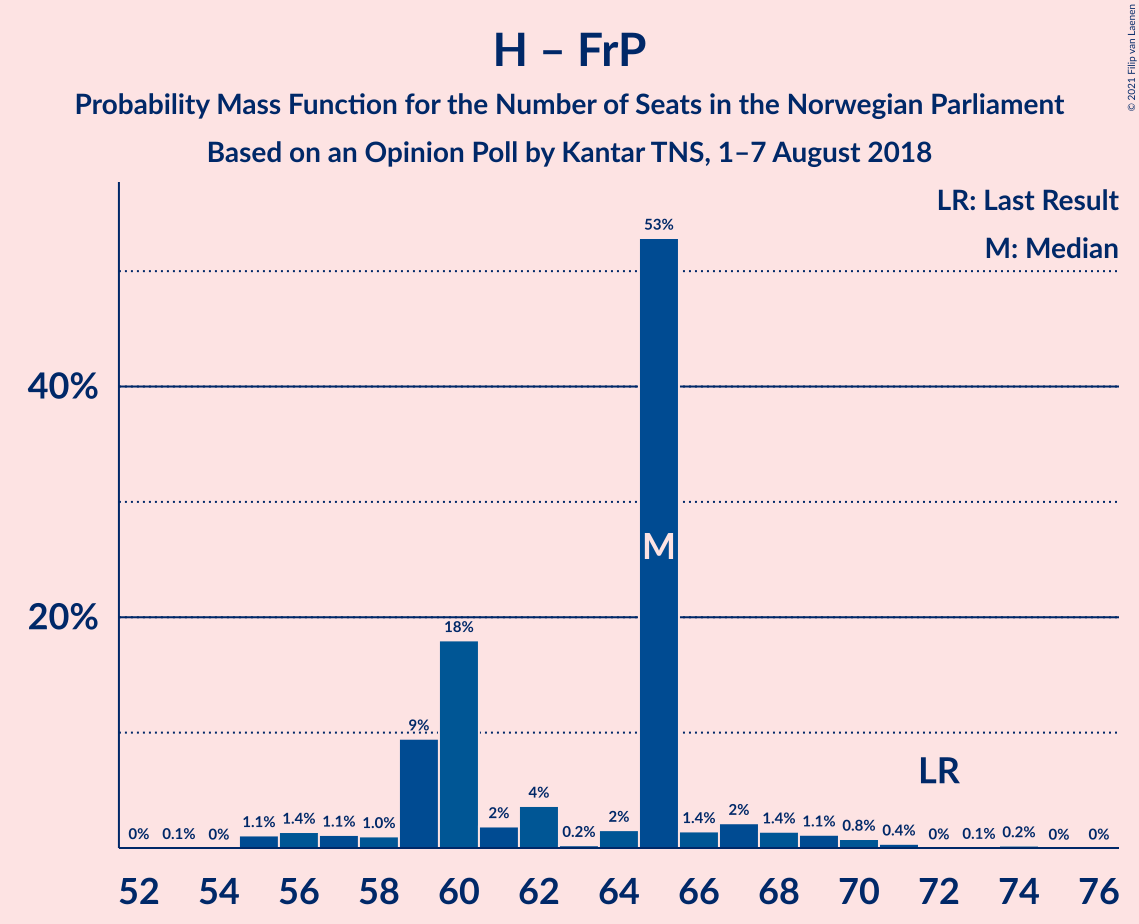 © 2021 Filip van Laenen
H – FrP
Probability Mass Function for the Number of Seats in the Norwegian Parliament
Based on an Opinion Poll by Kantar TNS, 1–7 August 2018
LR: Last Result
M: Median
53%
40%
M
20%
18%
9%
LR
0% 0.1% 0% 1.1% 1.4% 1.1% 1.0% 2% 4% 0.2% 2% 1.4% 2% 1.4% 1.1% 0.8% 0.4% 0% 0.1% 0.2% 0% 0%
52 54 56 58 60 62 64 66 68 70 72 74 76